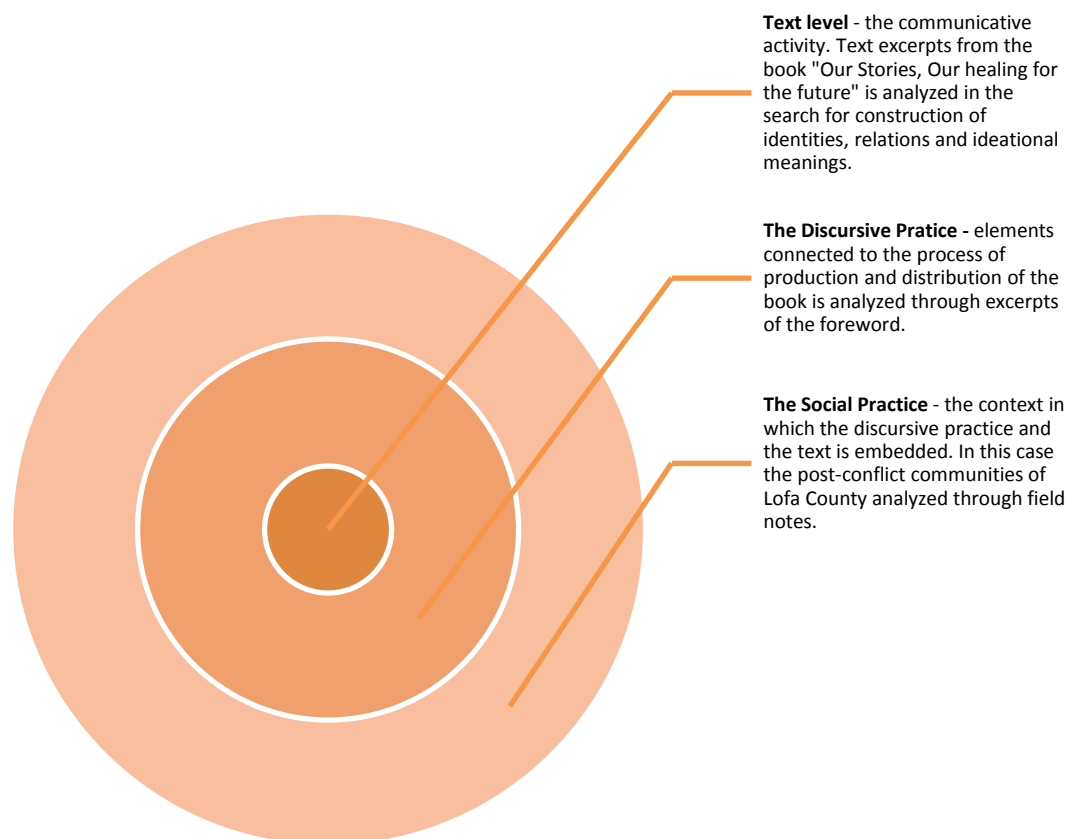 Text level - the communicative
activity. Text excerpts from the
book "Our Stories, Our healing for
the future" is analyzed in the
search for construction of
identities, relations and ideational
meanings.
The Discursive Pratice - elements
connected to the process of
production and distribution of the
book is analyzed through excerpts
of the foreword.
The Social Practice - the context in
which the discursive practice and
the text is embedded. In this case
the post-conflict communities of
Lofa County analyzed through field
notes.